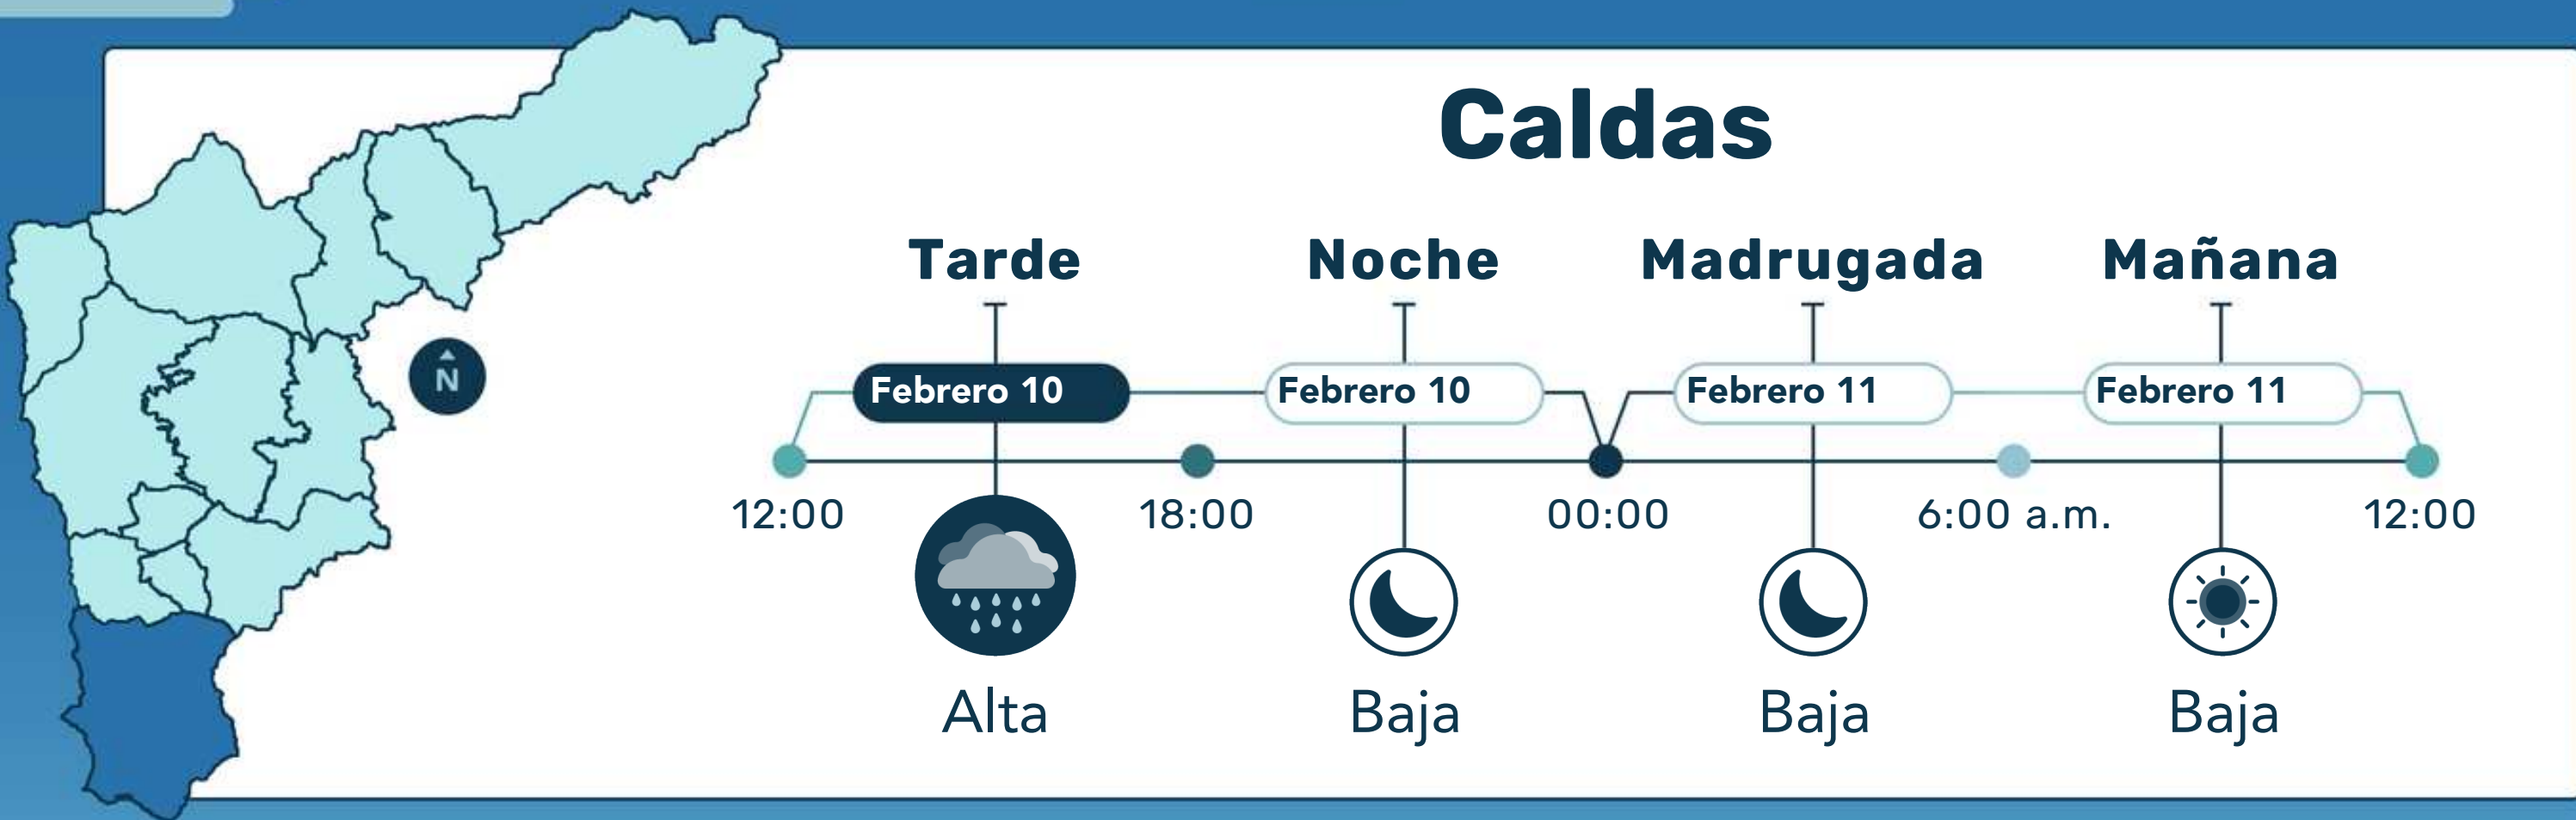 Caldas
Tarde Noche Madrugada Mañana
Febrero 10 Febrero 10 Febrero 11 Febrero 11
N
12:00 18:00 00:00 6:00 a.m. 12:00
Alta Baja Baja Baja